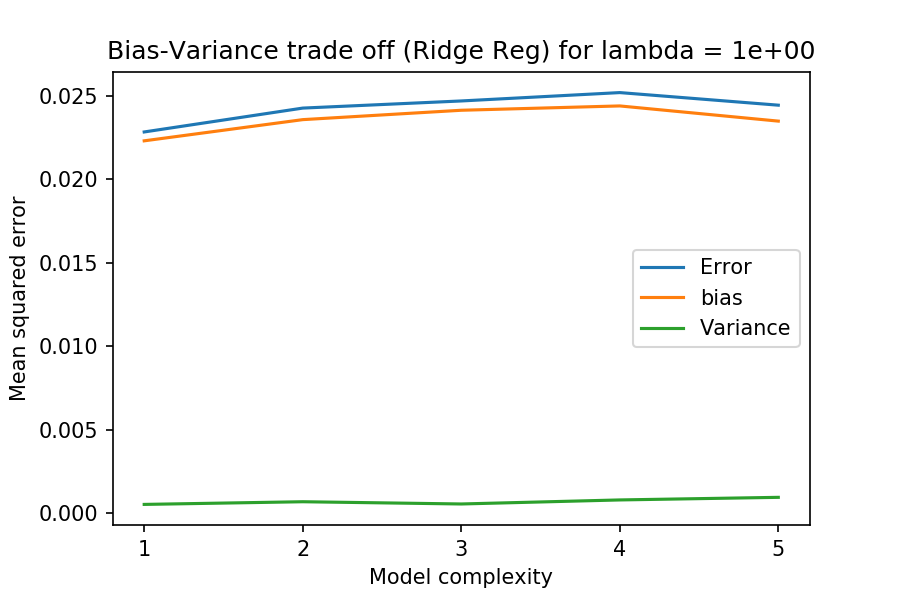 Bias-Variance trade off (Ridge Reg) for lambda = 1e+00
0.025
0.020
0.015
0.010
0.005
0.000
Mean squared error
Error
bias
Variance
1 2 3 4 5
Model complexity